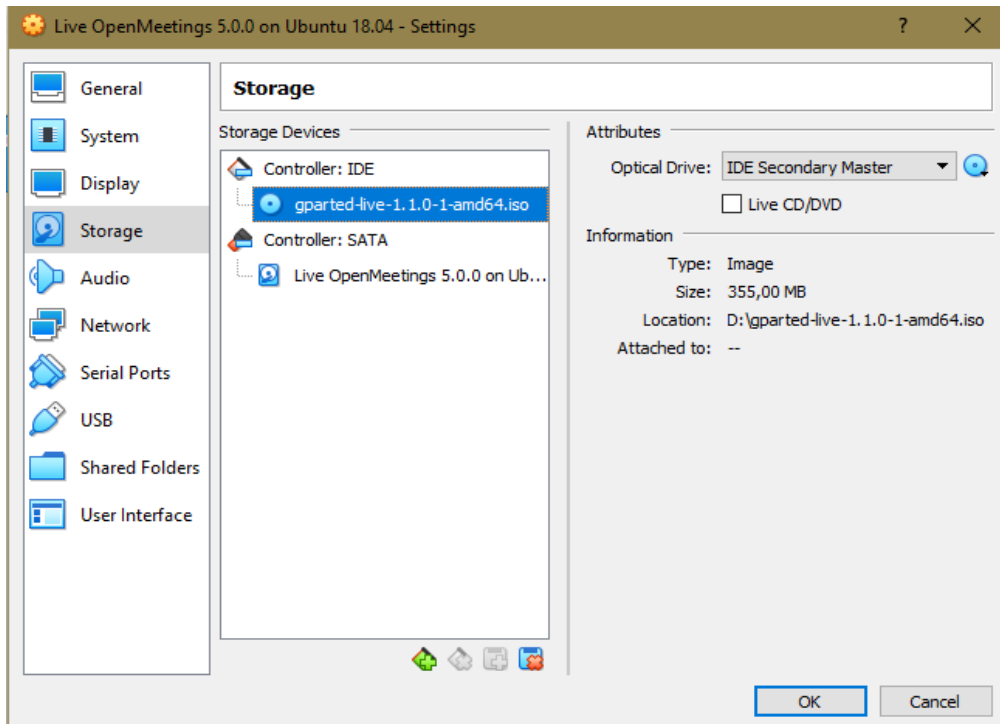 Live OpenMeetings 5.0.0 on Ubuntu 18.04 - Settings
?
General
System
Display
Storage
Audio
Network
Serial Ports
USB
Shared Folders
User Interface
Storage
Storage Devices
Controller: IDE
gparted-live-1.1.0-1-amd64.iso
Controller: SATA
Live OpenMeetings 5.0.0 on Ub...
Attributes
Optical Drive: IDE Secondary Master
Live CD/DVD
Information
Type: Image
Size: 355,00 MB
Location: D:\gparted-live-1.1.0-1-amd64.iso
Attached to: --
OK Cancel